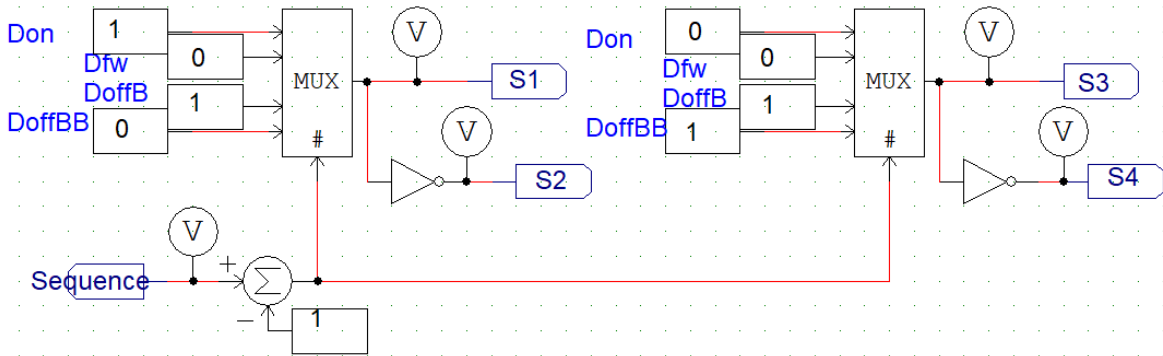 Don
1
V
0
Dfw
MUX
S1
DoffB
1
DoffBB
0
V
#
S2
Don
0
V
0
Dfw
MUX
S3
DoffB
1
DoffBB
1
V
#
S4
V
Sequence
+
Σ
−
1